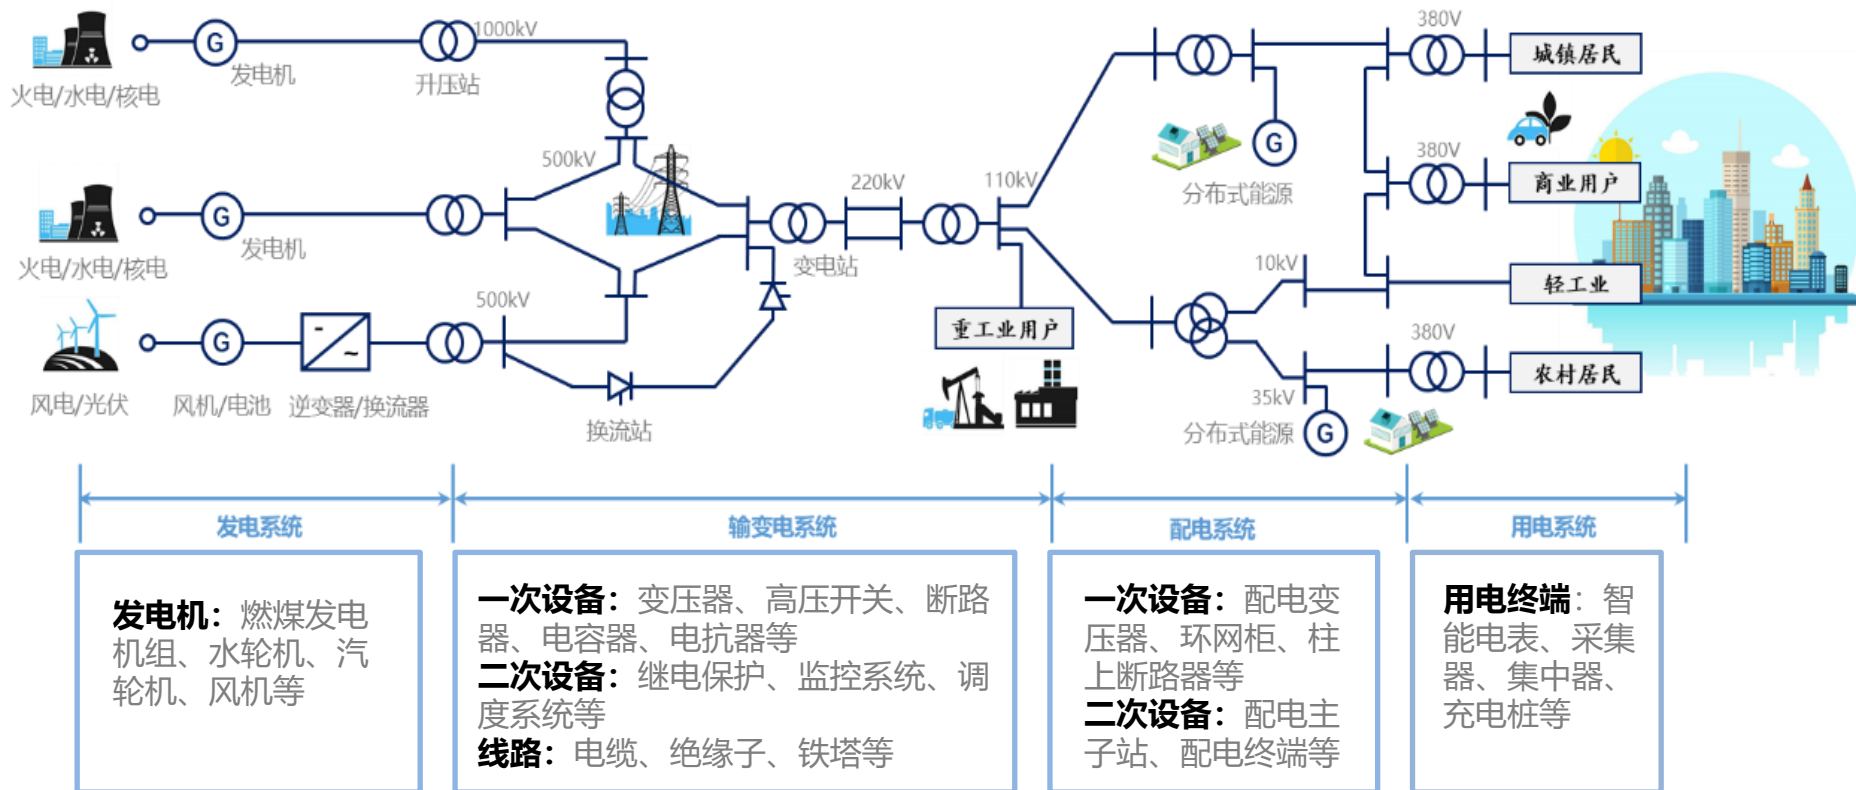 1000kV
G
发电机
升压站
火电/水电/核电
500kV
G
发电机
火电/水电/核电
500kV
G
-
~
风电/光伏
风机/电池
逆变器/换流器
换流站
变电站
220kV
110kV
重工业用户
G
分布式能源
10kV
35kV
分布式能源
G
380V
城镇居民
380V
商业用户
轻工业
380V
农村居民
发电系统
输变电系统
配电系统
用电系统
发电机：燃煤发电
机组、水轮机、汽
轮机、风机等
一次设备：变压器、高压开关、断路
器、电容器、电抗器等
二次设备：继电保护、监控系统、调
度系统等
线路：电缆、绝缘子、铁塔等
一次设备：配电变
压器、环网柜、柱
上断路器等
二次设备：配电主
子站、配电终端等
用电终端：智
能电表、采集
器、集中器、
充电桩等